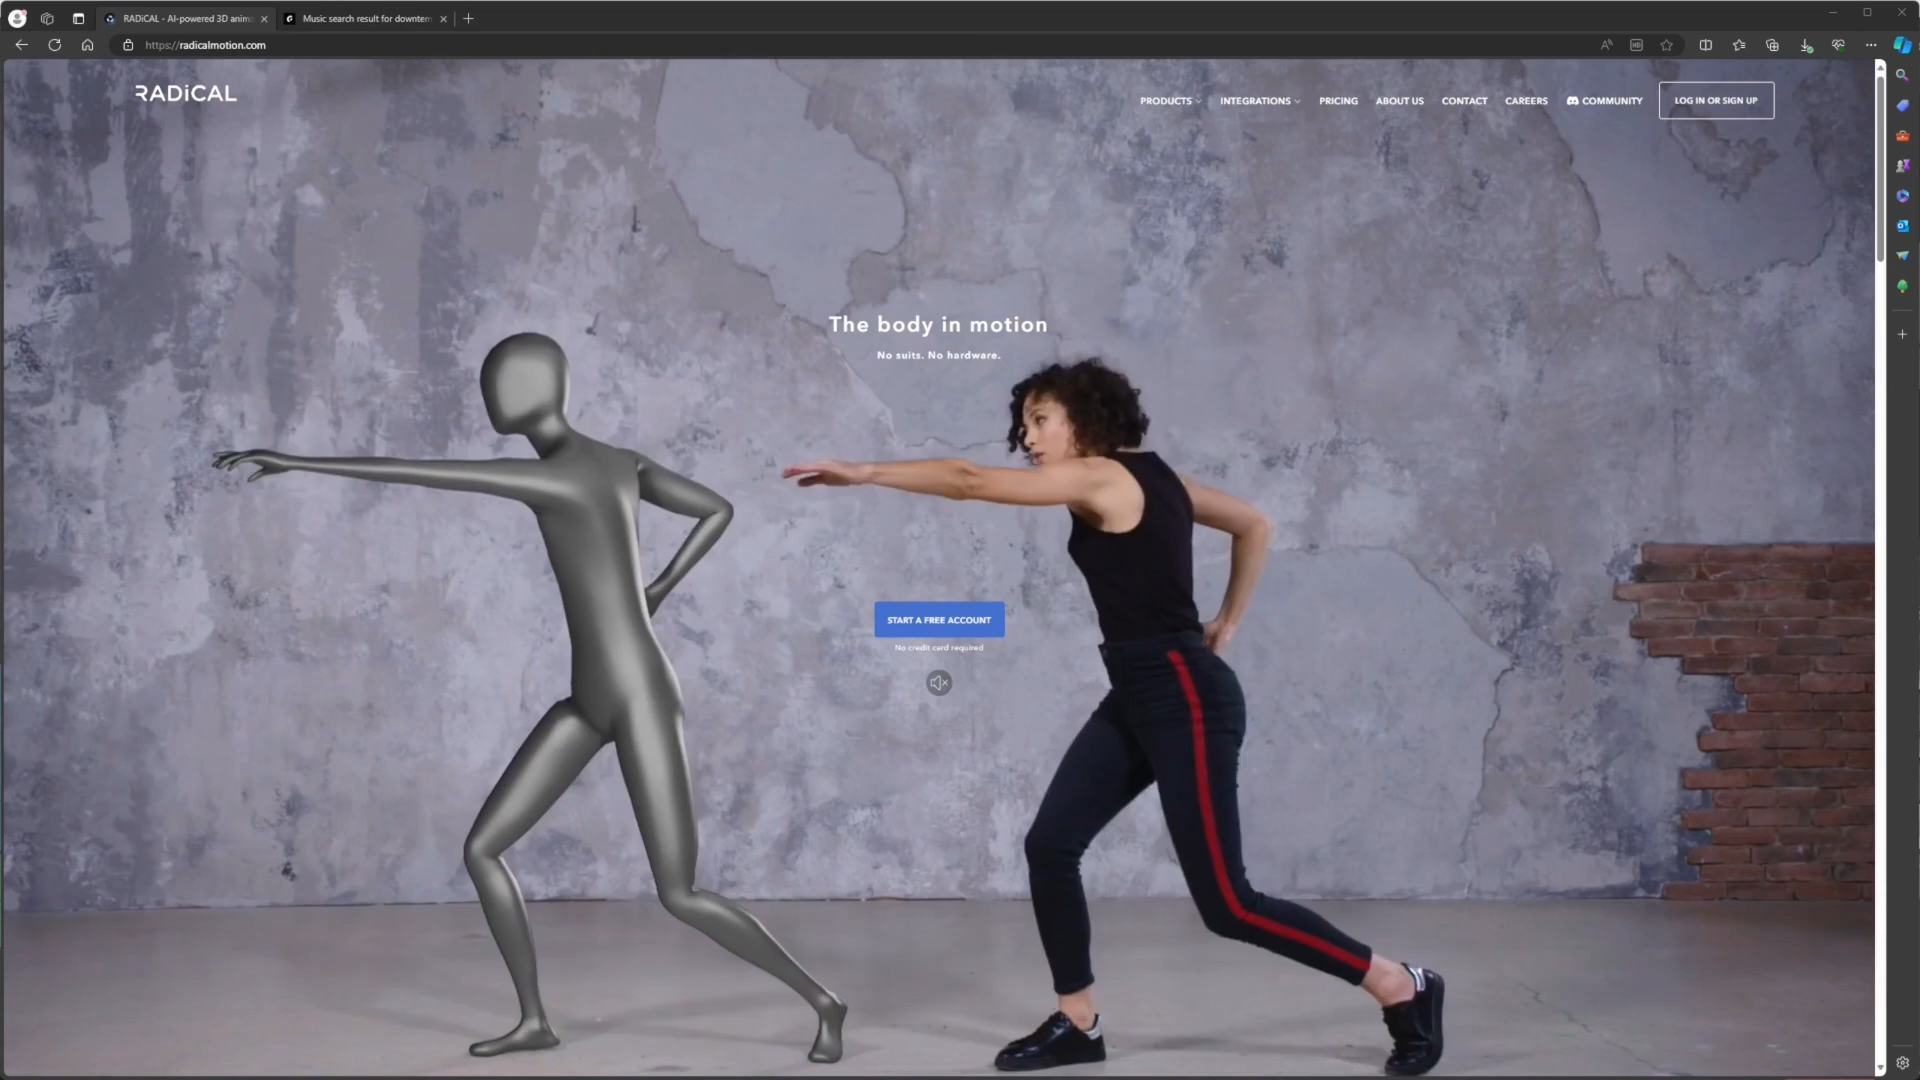 RADiCAL - AI-powered 3D anima
Music search result for downtem
https://radicalmotion.com
RADiCAL
PRODUCTS
INTEGRATIONS
PRICING
ABOUT US
CONTACT
CAREERS
COMMUNITY
LOG IN OR SIGN UP
The body in motion
No suits. No hardware.
START A FREE ACCOUNT
No credit card required